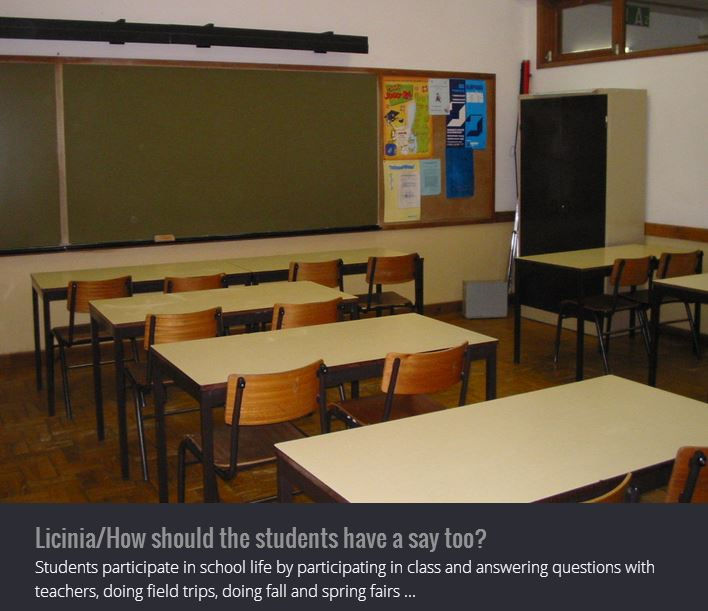 Licinia/How should the students have a say too?
Students participate in school life by participating in class and answering questions with
teachers, doing field trips, doing fall and spring fairs ...